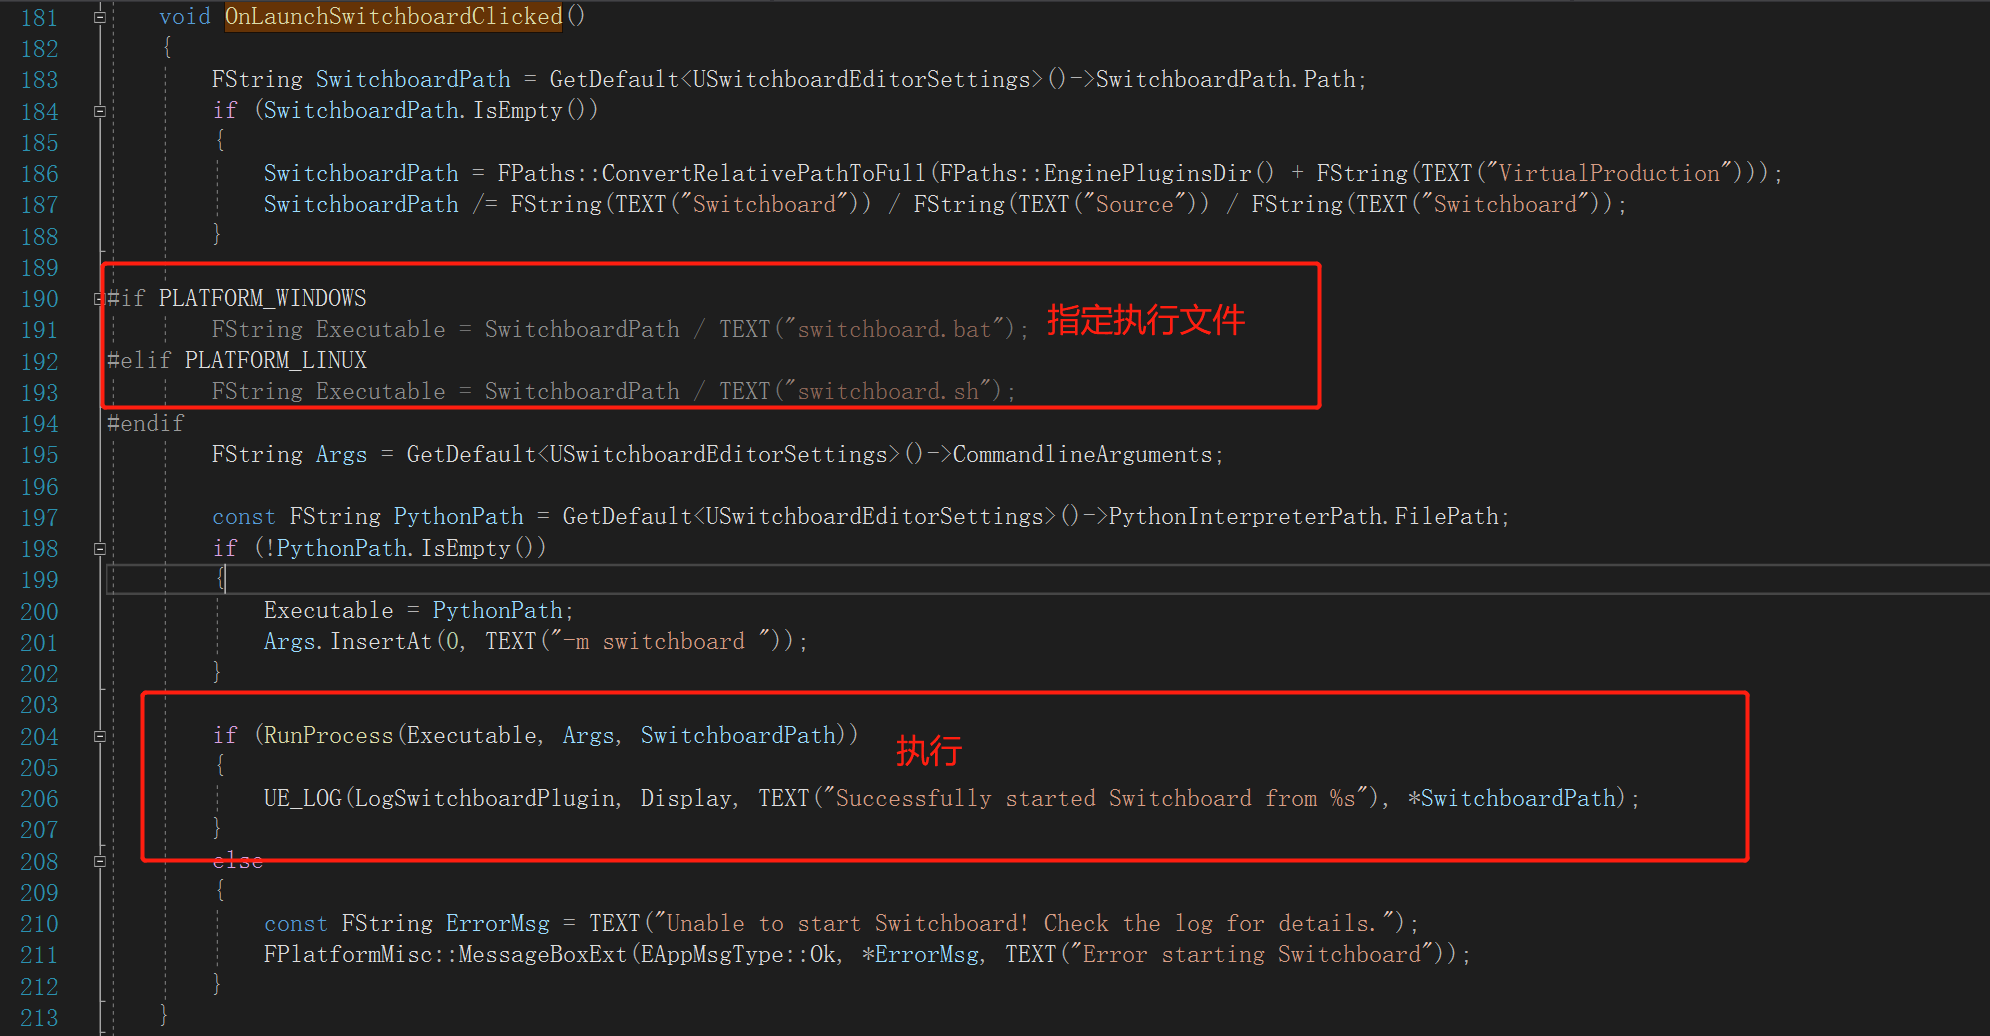 181 void OnLaunchSwitchboardClicked()
182 {
183 FString SwitchboardPath = GetDefault<USwitchboardEditorSettings>()->SwitchboardPath.Path;
184 if (SwitchboardPath.IsEmpty())
185 {
186 SwitchboardPath = FPaths::ConvertRelativePathToFull(FPaths::EnginePluginsDir() + FString(TEXT("VirtualProduction")));
187 SwitchboardPath /= FString(TEXT("Switchboard")) / FString(TEXT("Source")) / FString(TEXT("Switchboard"));
188 }
189
190 #if PLATFORM_WINDOWS
191 FString Executable = SwitchboardPath / TEXT("switchboard.bat"); 指定执行文件
192 #elif PLATFORM_LINUX
193 FString Executable = SwitchboardPath / TEXT("switchboard.sh");
194 #endif
195 FString Args = GetDefault<USwitchboardEditorSettings>()->CommandlineArguments;
196
197 const FString PythonPath = GetDefault<USwitchboardEditorSettings>()->PythonInterpreterPath.FilePath;
198 if (!PythonPath.IsEmpty())
199 {
200 Executable = PythonPath;
201 Args.InsertAt(0, TEXT("-m switchboard "));
202 }
203
204 if (RunProcess(Executable, Args, SwitchboardPath)) 执行
205 {
206 UE_LOG(LogSwitchboardPlugin, Display, TEXT("Successfully started Switchboard from %s"), *SwitchboardPath);
207 }
208 else
209 {
210 const FString ErrorMsg = TEXT("Unable to start Switchboard! Check the log for details.");
211 FPlatformMisc::MessageBoxExt(EAppMsgType::Ok, *ErrorMsg, TEXT("Error starting Switchboard"));
212 }
213 }